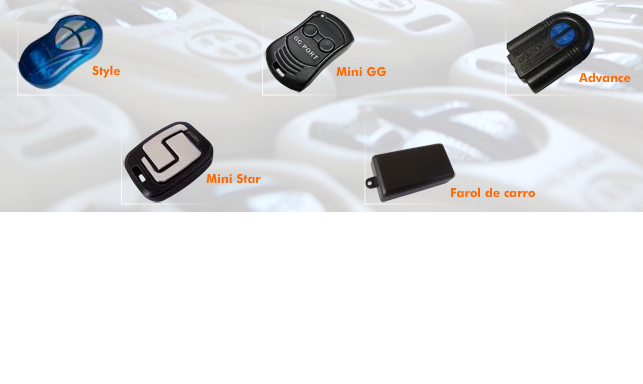 Style
GG PORT
Mini GG
Advance
Mini Star
Farol de carro